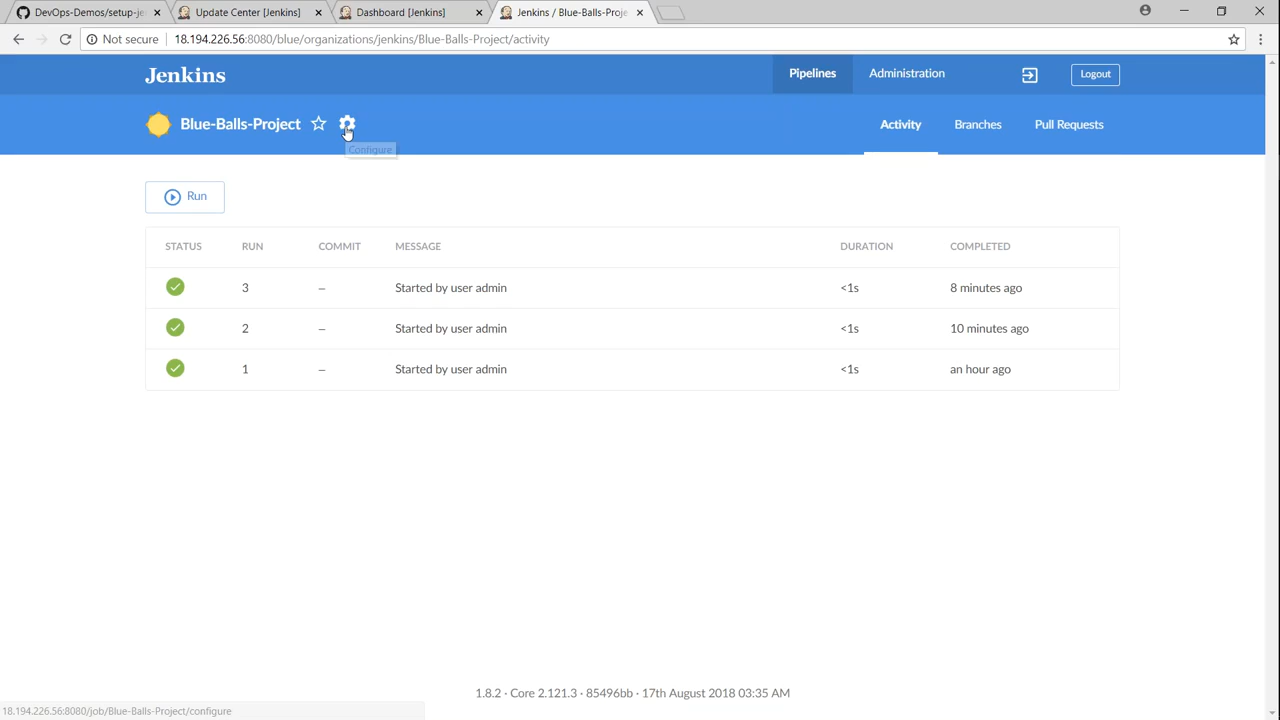 DevOps-Demos/setup-je
Update Center [Jenkins]
Dashboard [Jenkins]
Jenkins / Blue-Balls-Proje
Not secure
18.194.226.56:8080/blue/organizations/jenkins/Blue-Balls-Project/activity
Jenkins
Pipelines
Administration
Logout
Blue-Balls-Project
Activity
Branches
Pull Requests
Configure
Run
STATUS RUN COMMIT MESSAGE DURATION COMPLETED
3 – Started by user admin <1s 8 minutes ago
2 – Started by user admin <1s 10 minutes ago
1 – Started by user admin <1s an hour ago
1.8.2 · Core 2.121.3 · 85496bb · 17th August 2018 03:35 AM
18.194.226.56:8080/job/Blue-Balls-Project/configure